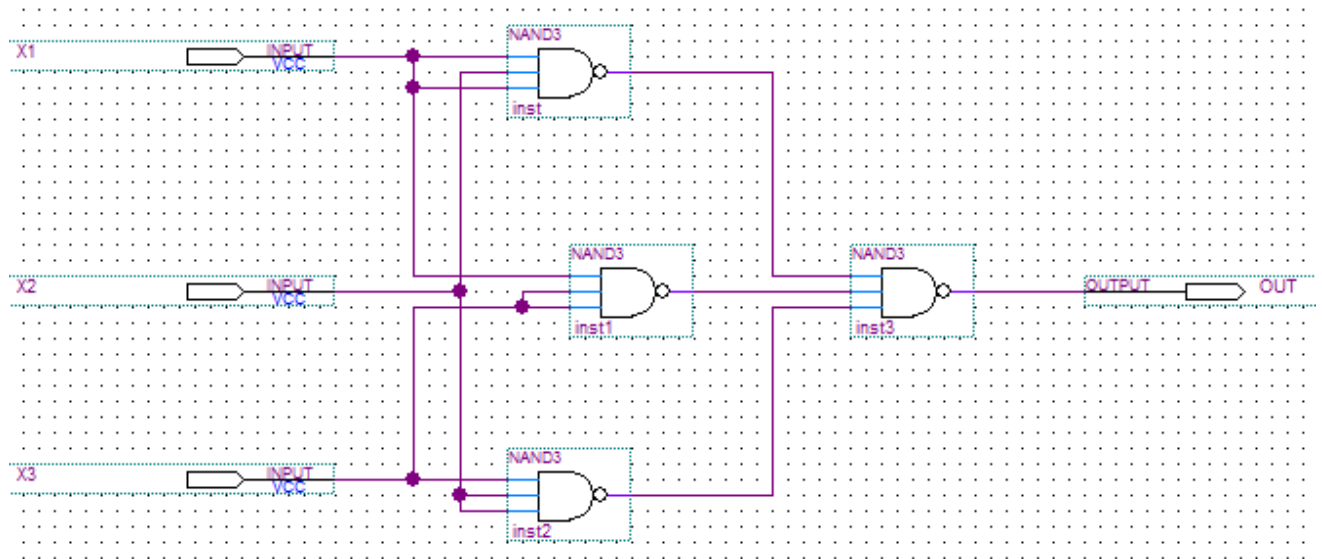 NAND3
X1
INPUT
VCC
inst
NAND3
NAND3
X2
INPUT
VCC
OUTPUT
OUT
inst1
inst3
NAND3
X3
INPUT
VCC
inst2